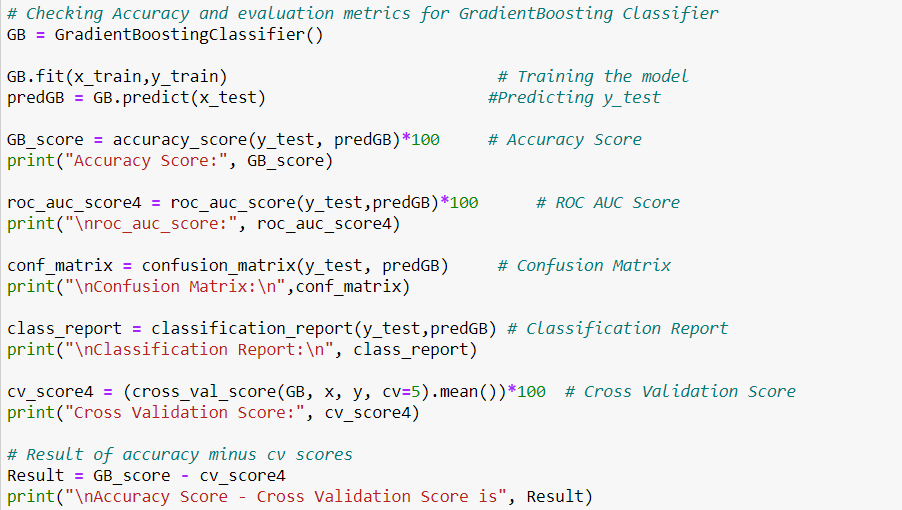 # Checking Accuracy and evaluation metrics for GradientBoosting Classifier
GB = GradientBoostingClassifier()
GB.fit(x_train,y_train) # Training the model
predGB = GB.predict(x_test) #Predicting y_test
GB_score = accuracy_score(y_test, predGB)*100 # Accuracy Score
print("Accuracy Score:", GB_score)
roc_auc_score4 = roc_auc_score(y_test,predGB)*100 # ROC AUC Score
print("\nroc_auc_score:", roc_auc_score4)
conf_matrix = confusion_matrix(y_test, predGB) # Confusion Matrix
print("\nConfusion Matrix:\n",conf_matrix)
class_report = classification_report(y_test,predGB) # Classification Report
print("\nClassification Report:\n", class_report)
cv_score4 = (cross_val_score(GB, x, y, cv=5).mean())*100 # Cross Validation Score
print("Cross Validation Score:", cv_score4)
# Result of accuracy minus cv scores
Result = GB_score - cv_score4
print("\nAccuracy Score - Cross Validation Score is", Result)